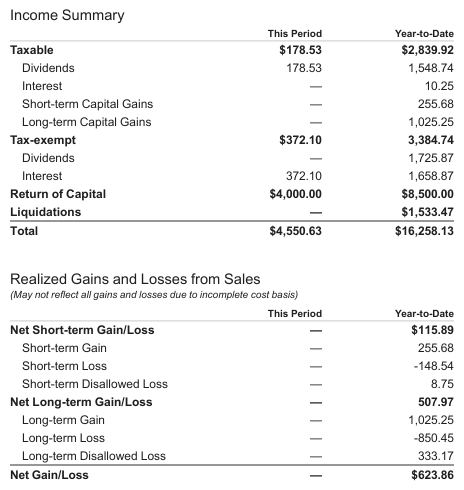 Income Summary
This Period Year-to-Date
Taxable $178.53 $2,839.92
Dividends 178.53 1,548.74
Interest — 10.25
Short-term Capital Gains — 255.68
Long-term Capital Gains — 1,025.25
Tax-exempt $372.10 3,384.74
Dividends — 1,725.87
Interest 372.10 1,658.87
Return of Capital $4,000.00 $8,500.00
Liquidations — $1,533.47
Total $4,550.63 $16,258.13
Realized Gains and Losses from Sales
(May not reflect all gains and losses due to incomplete cost basis)
This Period Year-to-Date
Net Short-term Gain/Loss — $115.89
Short-term Gain — 255.68
Short-term Loss — -148.54
Short-term Disallowed Loss — 8.75
Net Long-term Gain/Loss — 507.97
Long-term Gain — 1,025.25
Long-term Loss — -850.45
Long-term Disallowed Loss — 333.17
Net Gain/Loss — $623.86